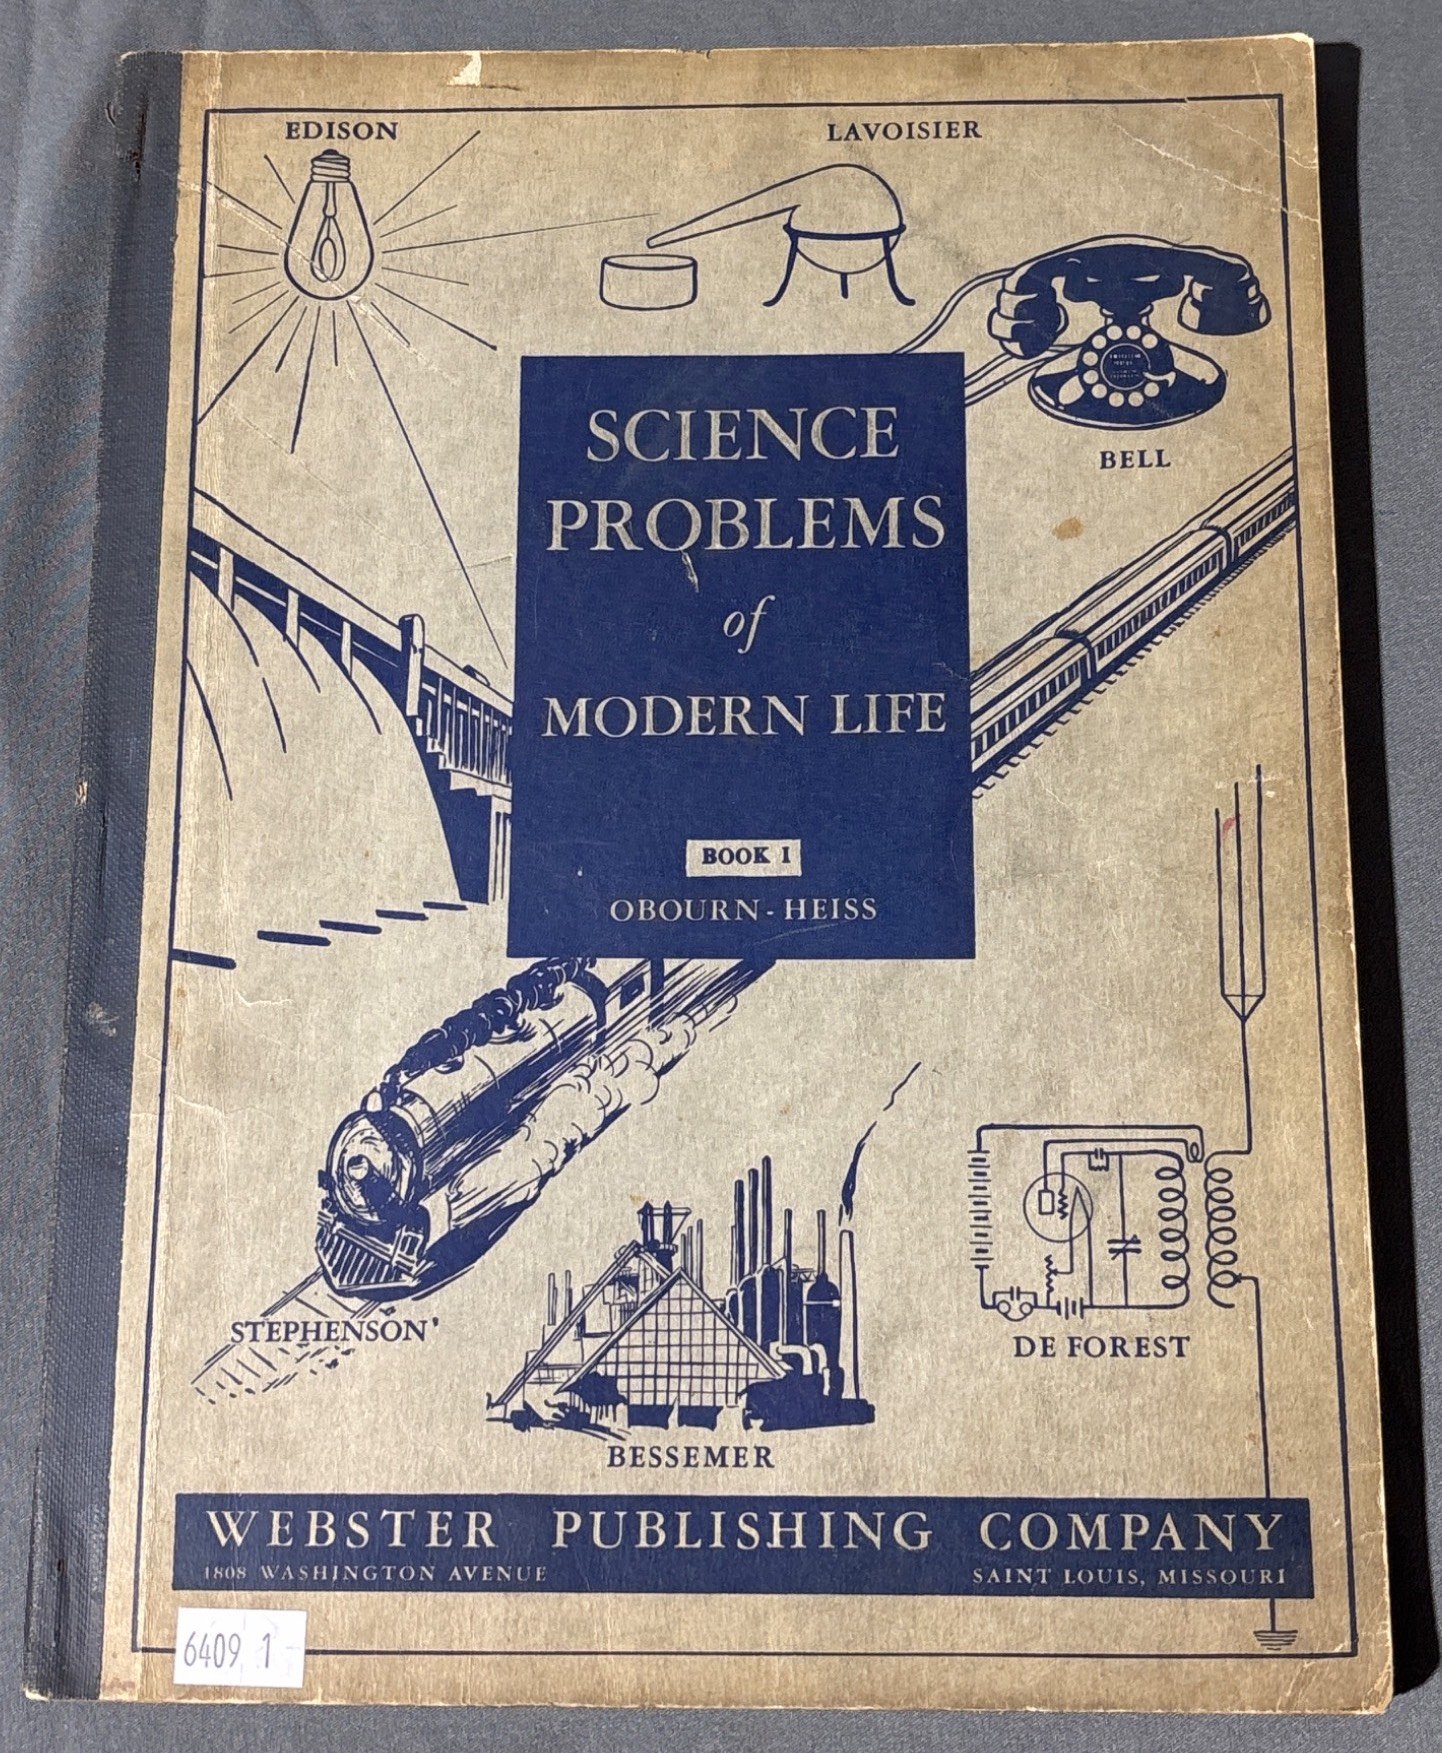 EDISON
LAVOISIER
BELL
SCIENCE
PROBLEMS
of
MODERN LIFE
BOOK I
OBOURN - HEISS
STEPHENSON'
DE FOREST
BESSEMER
WEBSTER PUBLISHING COMPANY
1808 WASHINGTON AVENUE
SAINT LOUIS, MISSOURI
6409 1